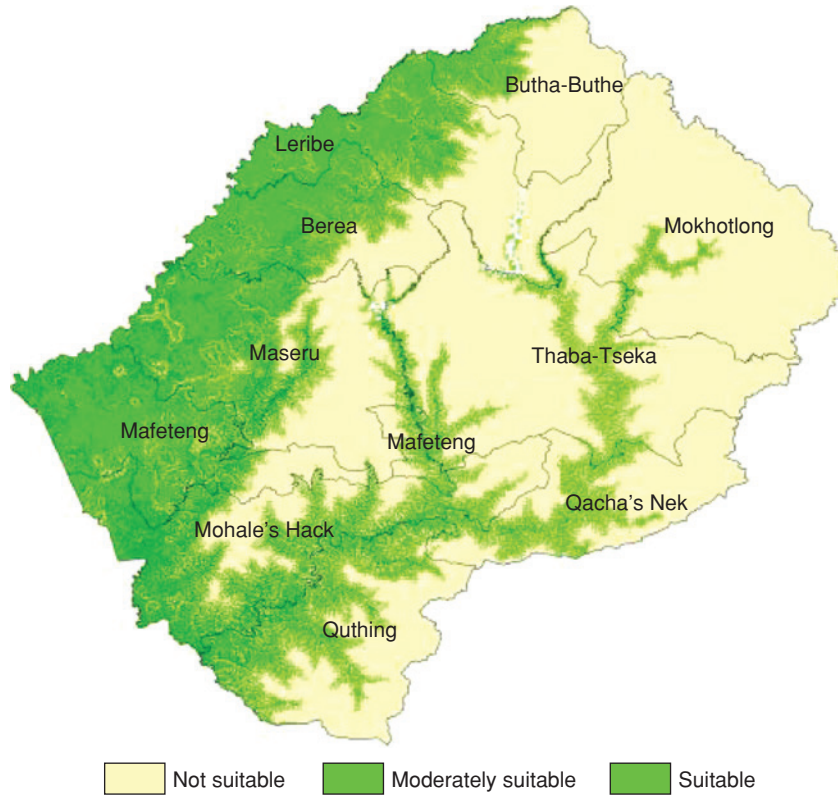 Butha-Buthe
Leribe
Berea
Mokhotlong
Maseru
Thaba-Tseka
Mafeteng
Mafeteng
Qacha's Nek
Mohale's Hack
Quthing
Not suitable
Moderately suitable
Suitable